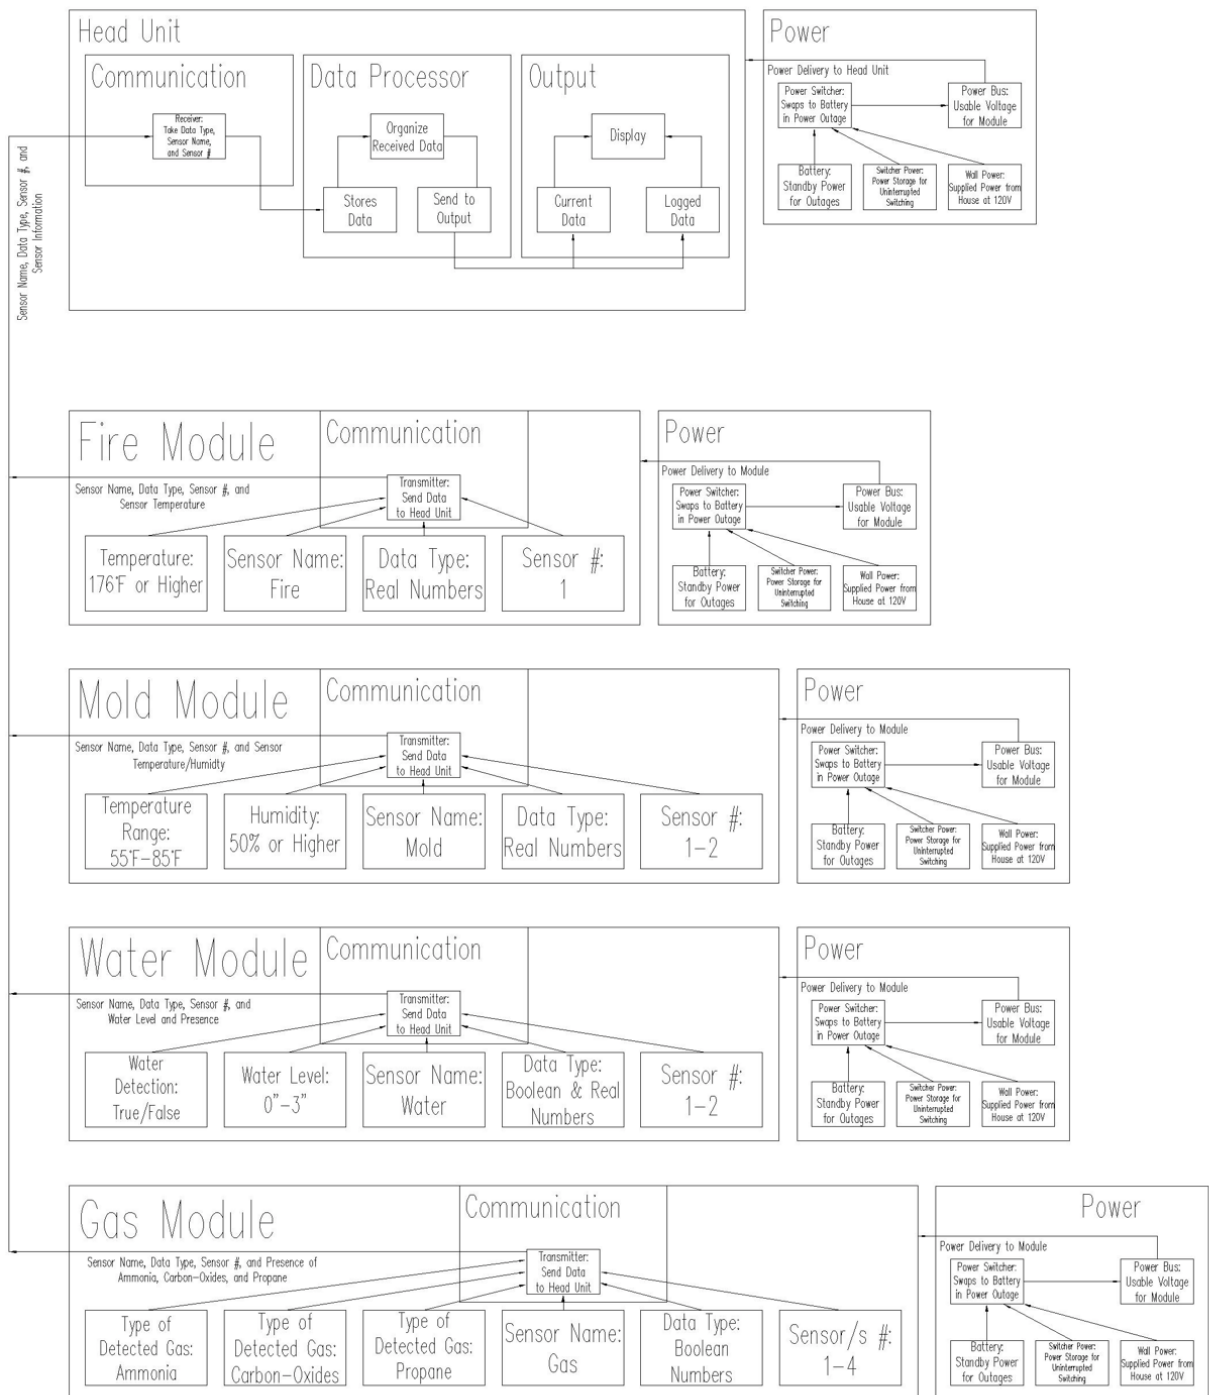 Head Unit
Communication
Receiver:
Take Data Type,
Sensor Name,
and Sensor #
Data Processor
Organize
Received Data
Stores
Data
Send to
Output
Output
Display
Current
Data
Logged
Data
Power
Power Delivery to Head Unit
Power Switcher:
Swaps to Battery
in Power Outage
Power Bus:
Usable Voltage
for Module
Battery:
Standby Power
for Outages
Switcher Power:
Power Storage for
Uninterrupted
Switching
Wall Power:
Supplied Power from
House at 120V
Sensor Name, Data Type, Sensor #, and
Sensor Information
Fire Module
Communication
Transmitter:
Send Data
to Head Unit
Sensor Name, Data Type, Sensor #, and
Sensor Temperature
Temperature:
176°F or Higher
Sensor Name:
Fire
Data Type:
Real Numbers
Sensor #:
1
Power
Power Delivery to Module
Power Switcher:
Swaps to Battery
in Power Outage
Power Bus:
Usable Voltage
for Module
Battery:
Standby Power
for Outages
Switcher Power:
Power Storage for
Uninterrupted
Switching
Wall Power:
Supplied Power from
House at 120V
Mold Module
Communication
Transmitter:
Send Data
to Head Unit
Sensor Name, Data Type, Sensor #, and Sensor
Temperature/Humidty
Temperature
Range:
55°F-85°F
Humidity:
50% or Higher
Sensor Name:
Mold
Data Type:
Real Numbers
Sensor #:
1-2
Power
Power Delivery to Module
Power Switcher:
Swaps to Battery
in Power Outage
Power Bus:
Usable Voltage
for Module
Battery:
Standby Power
for Outages
Switcher Power:
Power Storage for
Uninterrupted
Switching
Wall Power:
Supplied Power from
House at 120V
Water Module
Communication
Transmitter:
Send Data
to Head Unit
Sensor Name, Data Type, Sensor #, and
Water Level and Presence
Water
Detection:
True/False
Water Level:
0"-3"
Sensor Name:
Water
Data Type:
Boolean & Real
Numbers
Sensor #:
1-2
Power
Power Delivery to Module
Power Switcher:
Swaps to Battery
in Power Outage
Power Bus:
Usable Voltage
for Module
Battery:
Standby Power
for Outages
Switcher Power:
Power Storage for
Uninterrupted
Switching
Wall Power:
Supplied Power from
House at 120V
Gas Module
Communication
Transmitter:
Send Data
to Head Unit
Sensor Name, Data Type, Sensor #, and Presence of
Ammonia, Carbon-Oxides, and Propane
Type of
Detected Gas:
Ammonia
Type of
Detected Gas:
Carbon-Oxides
Type of
Detected Gas:
Propane
Sensor Name:
Gas
Data Type:
Boolean
Numbers
Sensor/s #:
1-4
Power
Power Delivery to Module
Power Switcher:
Swaps to Battery
in Power Outage
Power Bus:
Usable Voltage
for Module
Battery:
Standby Power
for Outages
Switcher Power:
Power Storage for
Uninterrupted
Switching
Wall Power:
Supplied Power from
House at 120V